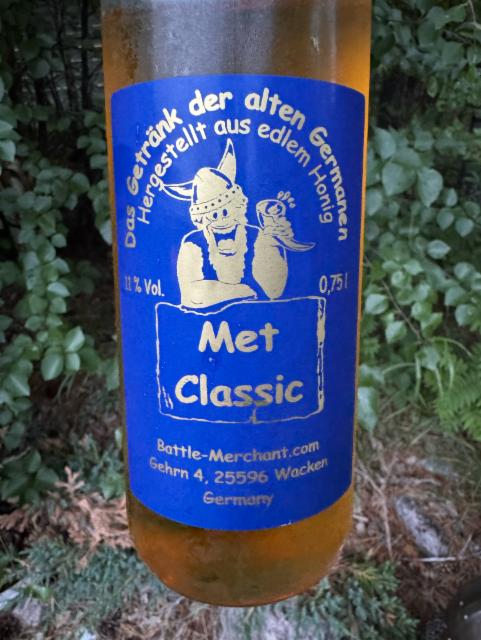 Das Getränk der alten Germanen
Hergestellt aus edlem Honig
11 % Vol.
0,75 l
Met
Classic
Battle-Merchant.com
Gehrn 4, 25596 Wacken
Germany